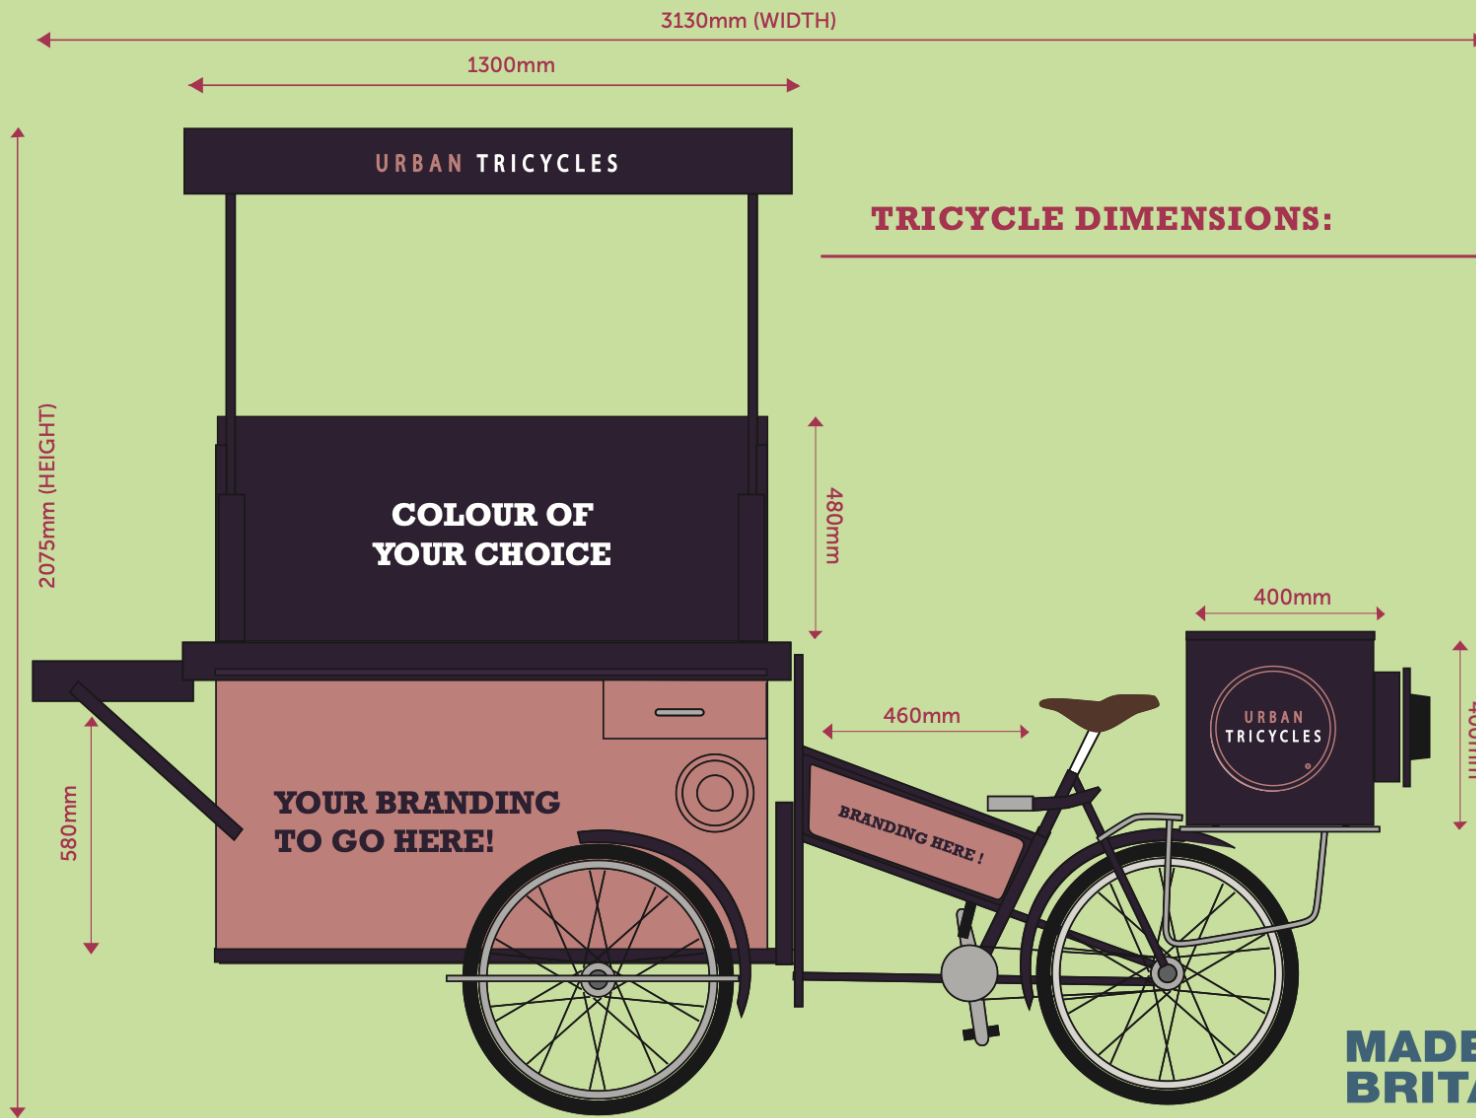 3130mm (WIDTH)
1300mm
URBAN TRICYCLES
TRICYCLE DIMENSIONS:
2075mm (HEIGHT)
COLOUR OF
YOUR CHOICE
480mm
400mm
460mm
URBAN
TRICYCLES
580mm
YOUR BRANDING
TO GO HERE!
BRANDING HERE !
MADE